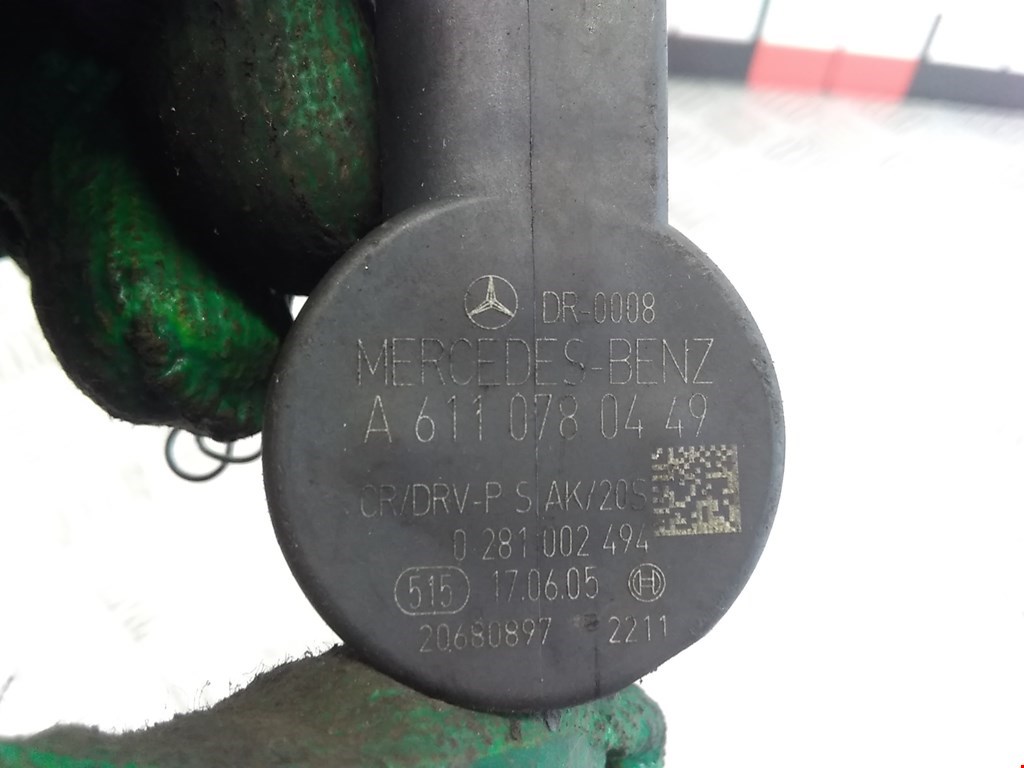 DR-0008
MERCEDES-BENZ
A 611 078 04 49
CR/DRV-P S AK/20S
0 281 002 494
515 17.06.05
20680897 2211